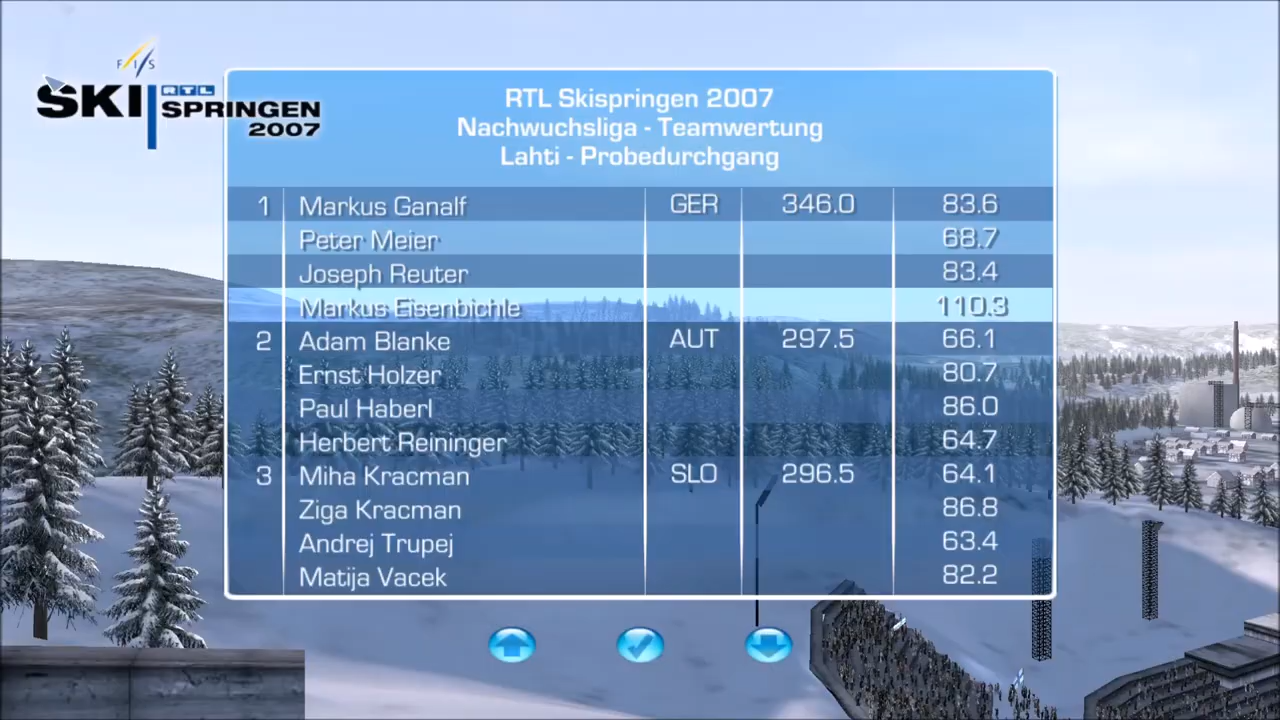 FIS
SKI RTL SPRINGEN 2007
RTL Skispringen 2007
Nachwuchsliga - Teamwertung
Lahti - Probedurchgang
1 Markus Ganalf GER 346.0 83.6
Peter Meier 68.7
Joseph Reuter 83.4
Markus Eisenbichle 110.3
2 Adam Blanke AUT 297.5 66.1
Ernst Holzer 80.7
Paul Haberl 86.0
Herbert Reininger 64.7
3 Miha Kracman SLO 296.5 64.1
Ziga Kracman 86.8
Andrej Trupej 63.4
Matija Vacek 82.2